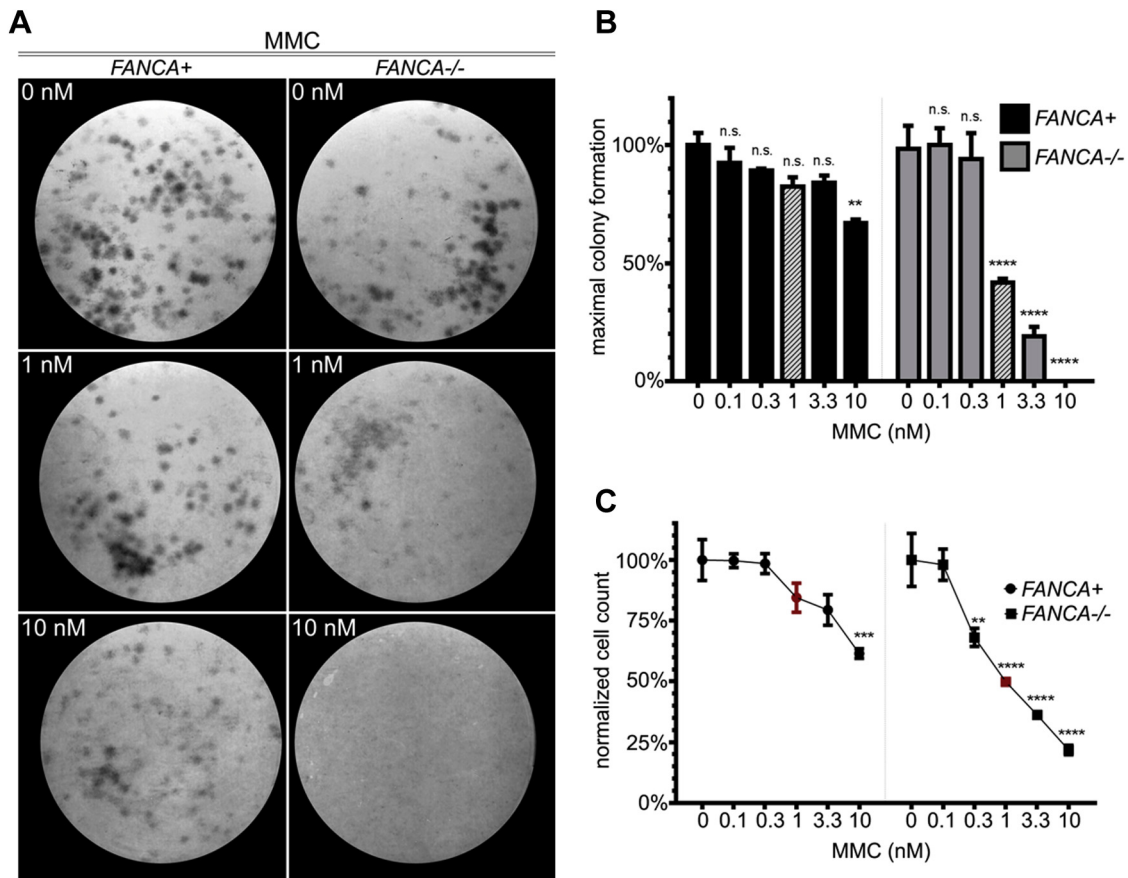 A
MMC
FANCA+ FANCA-/-
0 nM 0 nM
1 nM 1 nM
10 nM 10 nM
B
maximal colony formation
100%
50%
0%
n.s. n.s. n.s. n.s. ** n.s. n.s. **** **** ****
FANCA+
FANCA-/-
0 0.1 0.3 1 3.3 10 0 0.1 0.3 1 3.3 10
MMC (nM)
C
normalized cell count
100%
75%
50%
25%
0%
*** ** **** **** ****
FANCA+
FANCA-/-
0 0.1 0.3 1 3.3 10 0 0.1 0.3 1 3.3 10
MMC (nM)